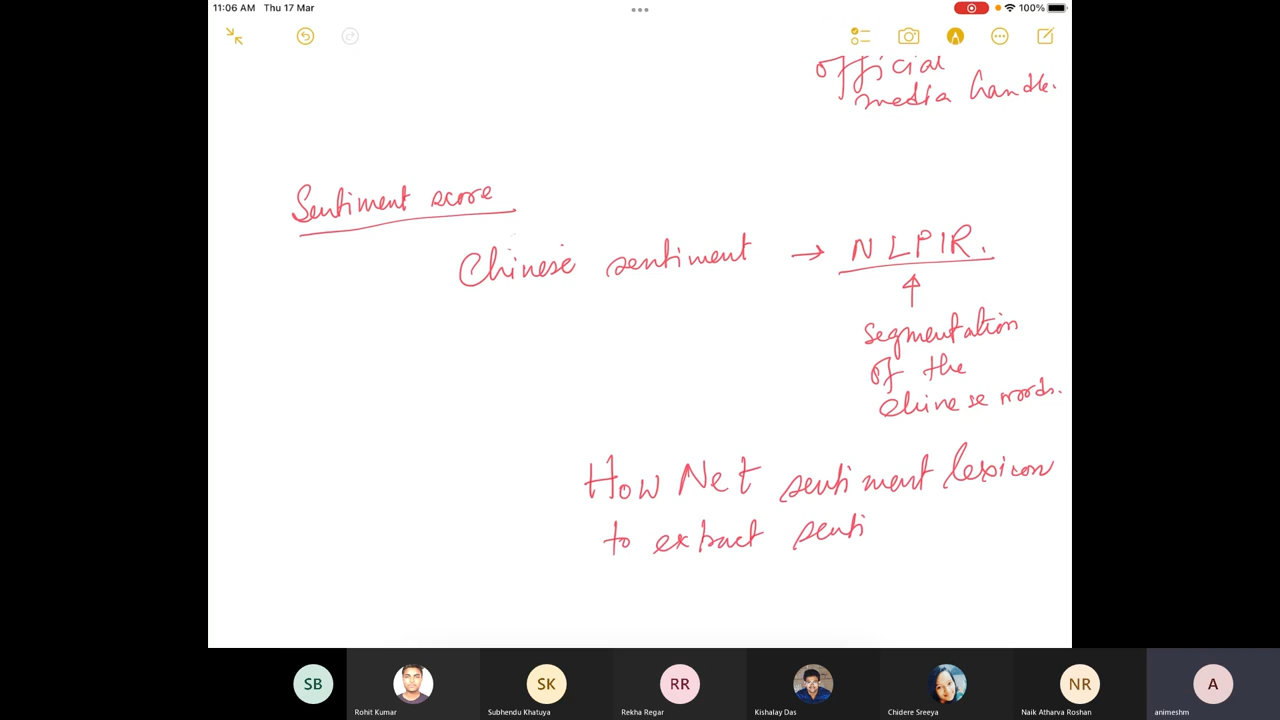 11:06 AM Thu 17 Mar
100%
official
media handle.
Sentiment score
Chinese sentiment → NLPIR.
↑
segmentation
of the
chinese words.
HowNet sentiment lexicon
to extract senti
SB
SK
RR
NR
A
Rohit Kumar
Subhendu Khatuya
Rekha Regar
Kishalay Das
Chidere Sreeya
Naik Atharva Roshan
animeshm